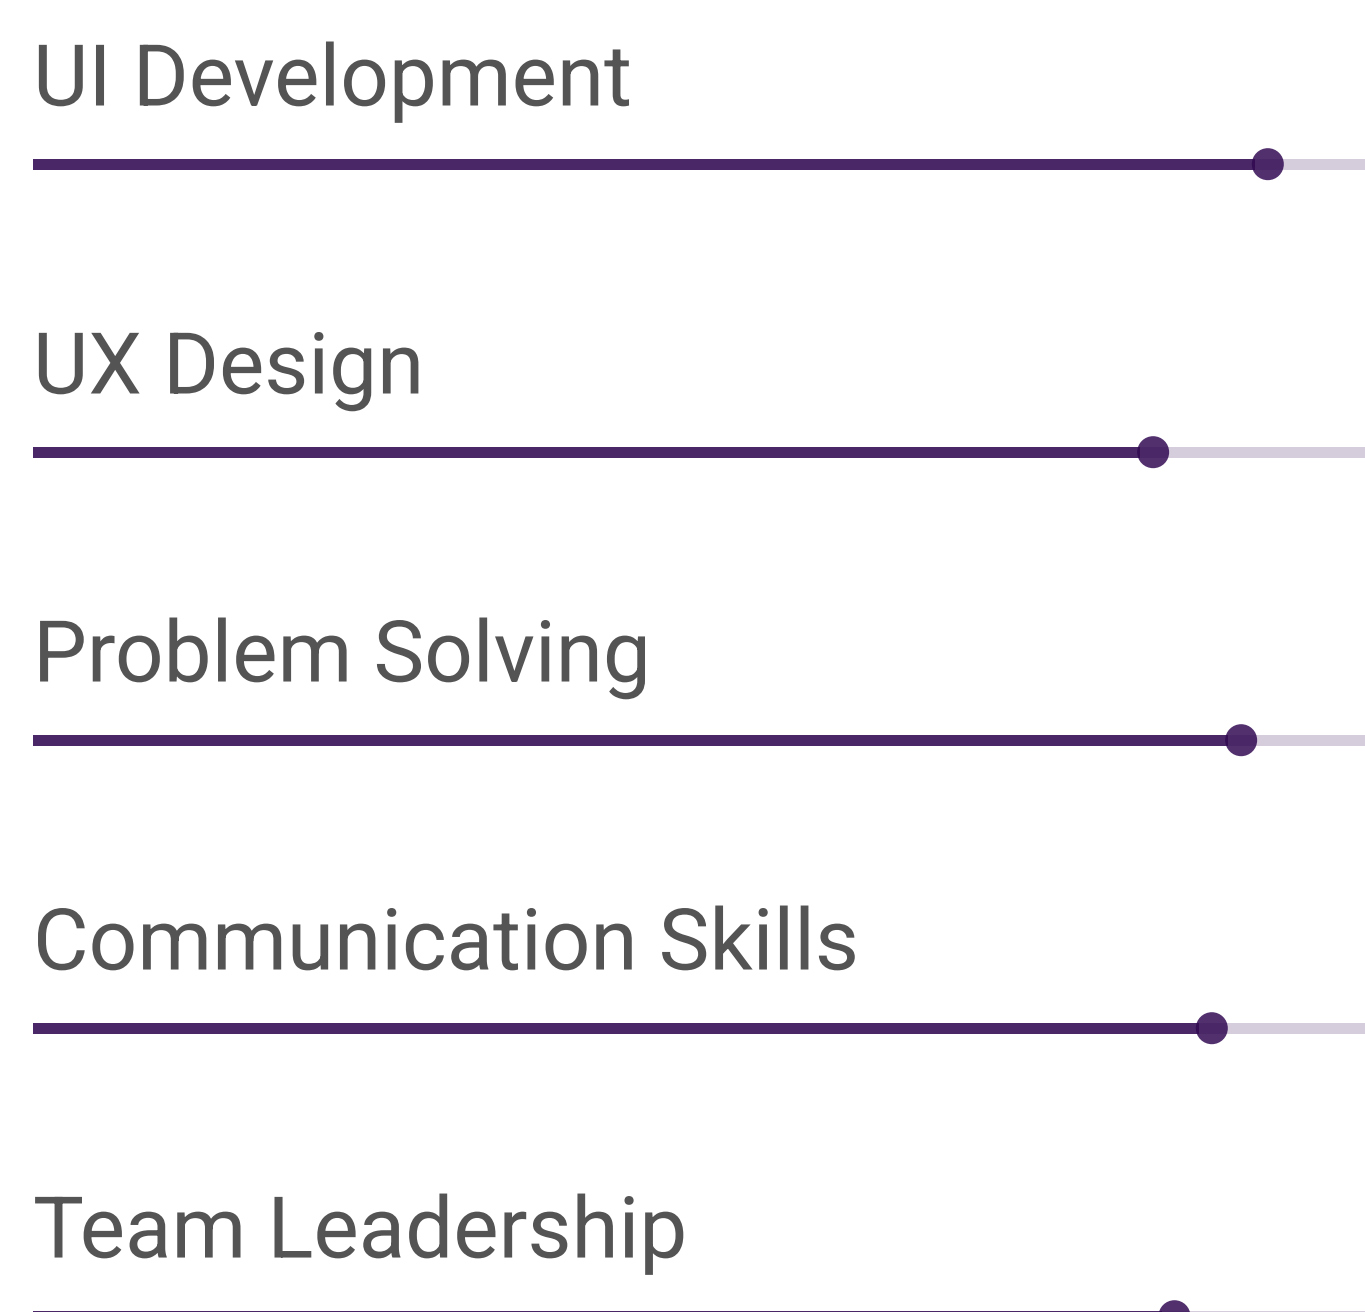 UI Development
UX Design
Problem Solving
Communication Skills
Team Leadership